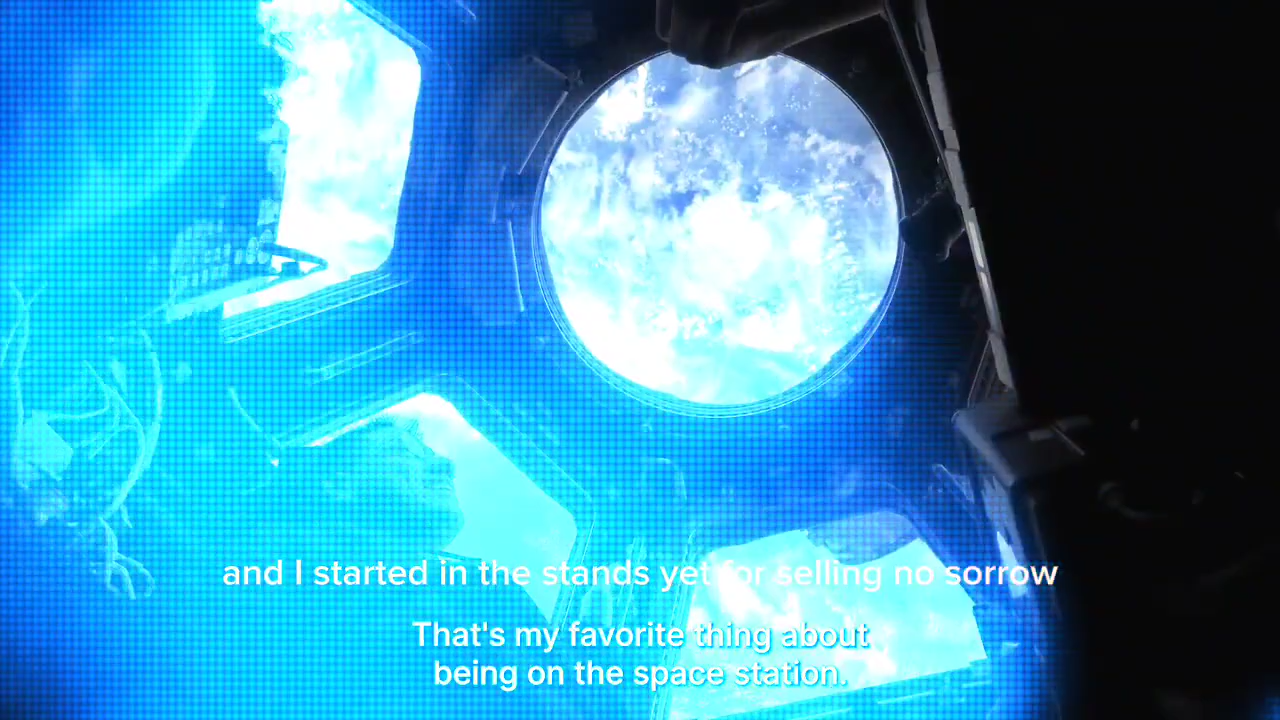 and I started in the stands yet for selling no sorrow
That's my favorite thing about
being on the space station.